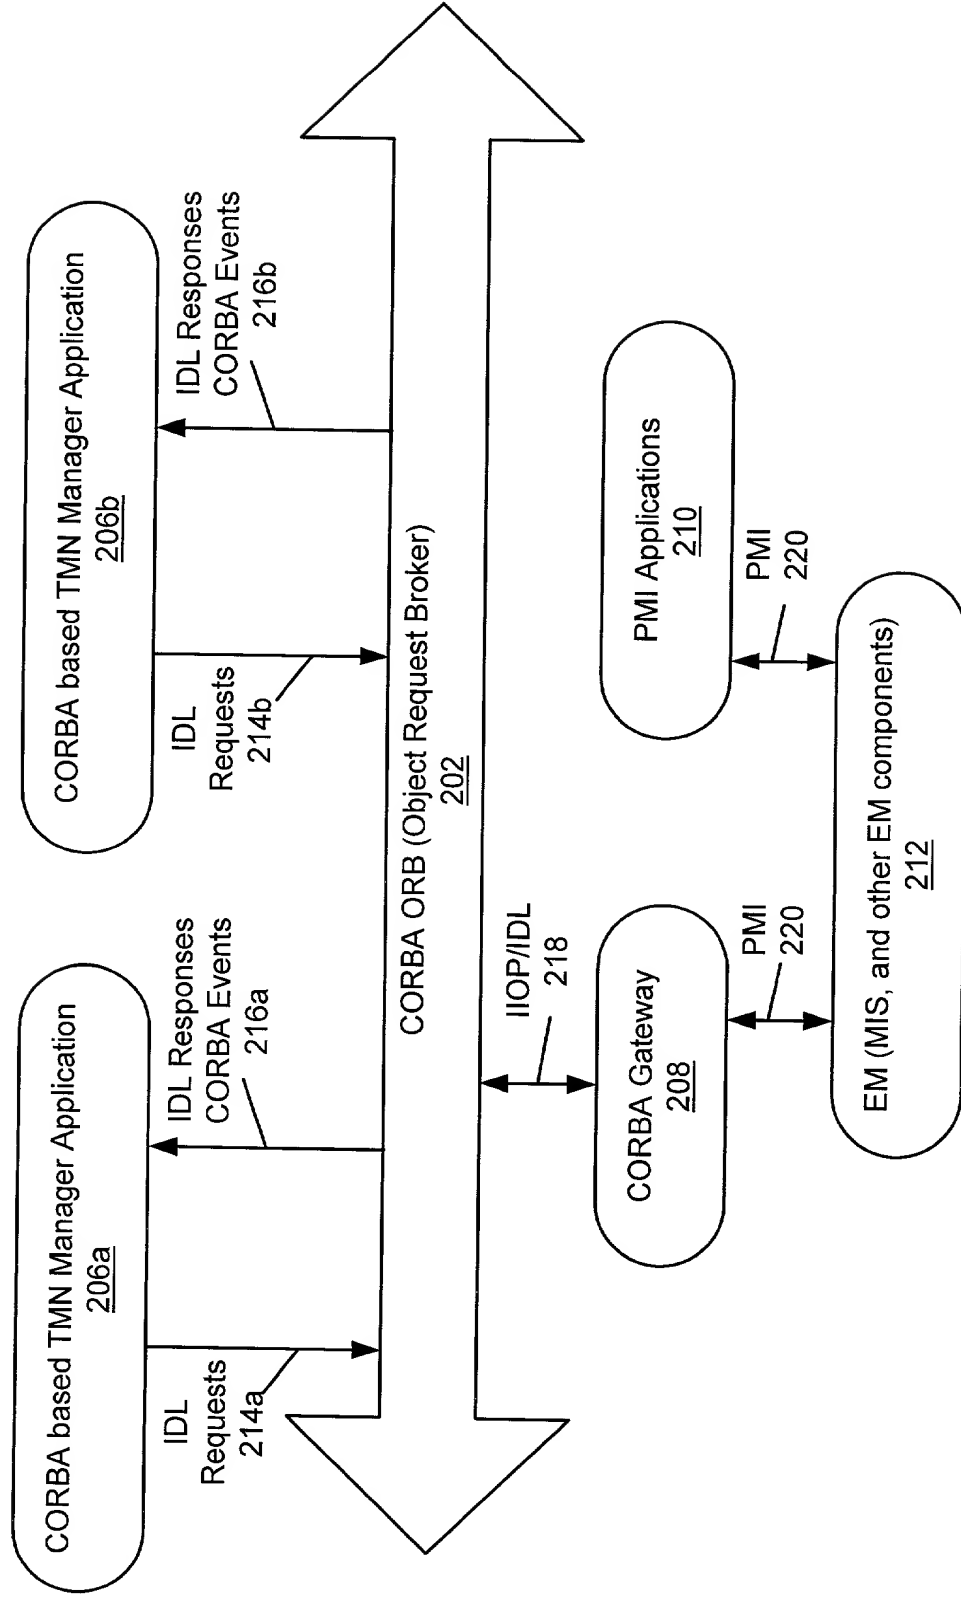 CORBA based TMN Manager Application
206a
CORBA based TMN Manager Application
206b
IDL
Requests
214a
IDL Responses
CORBA Events
216a
IDL
Requests
214b
IDL Responses
CORBA Events
216b
CORBA ORB (Object Request Broker)
202
IIOP/IDL
218
CORBA Gateway
208
PMI Applications
210
PMI
220
PMI
220
EM (MIS, and other EM components)
212